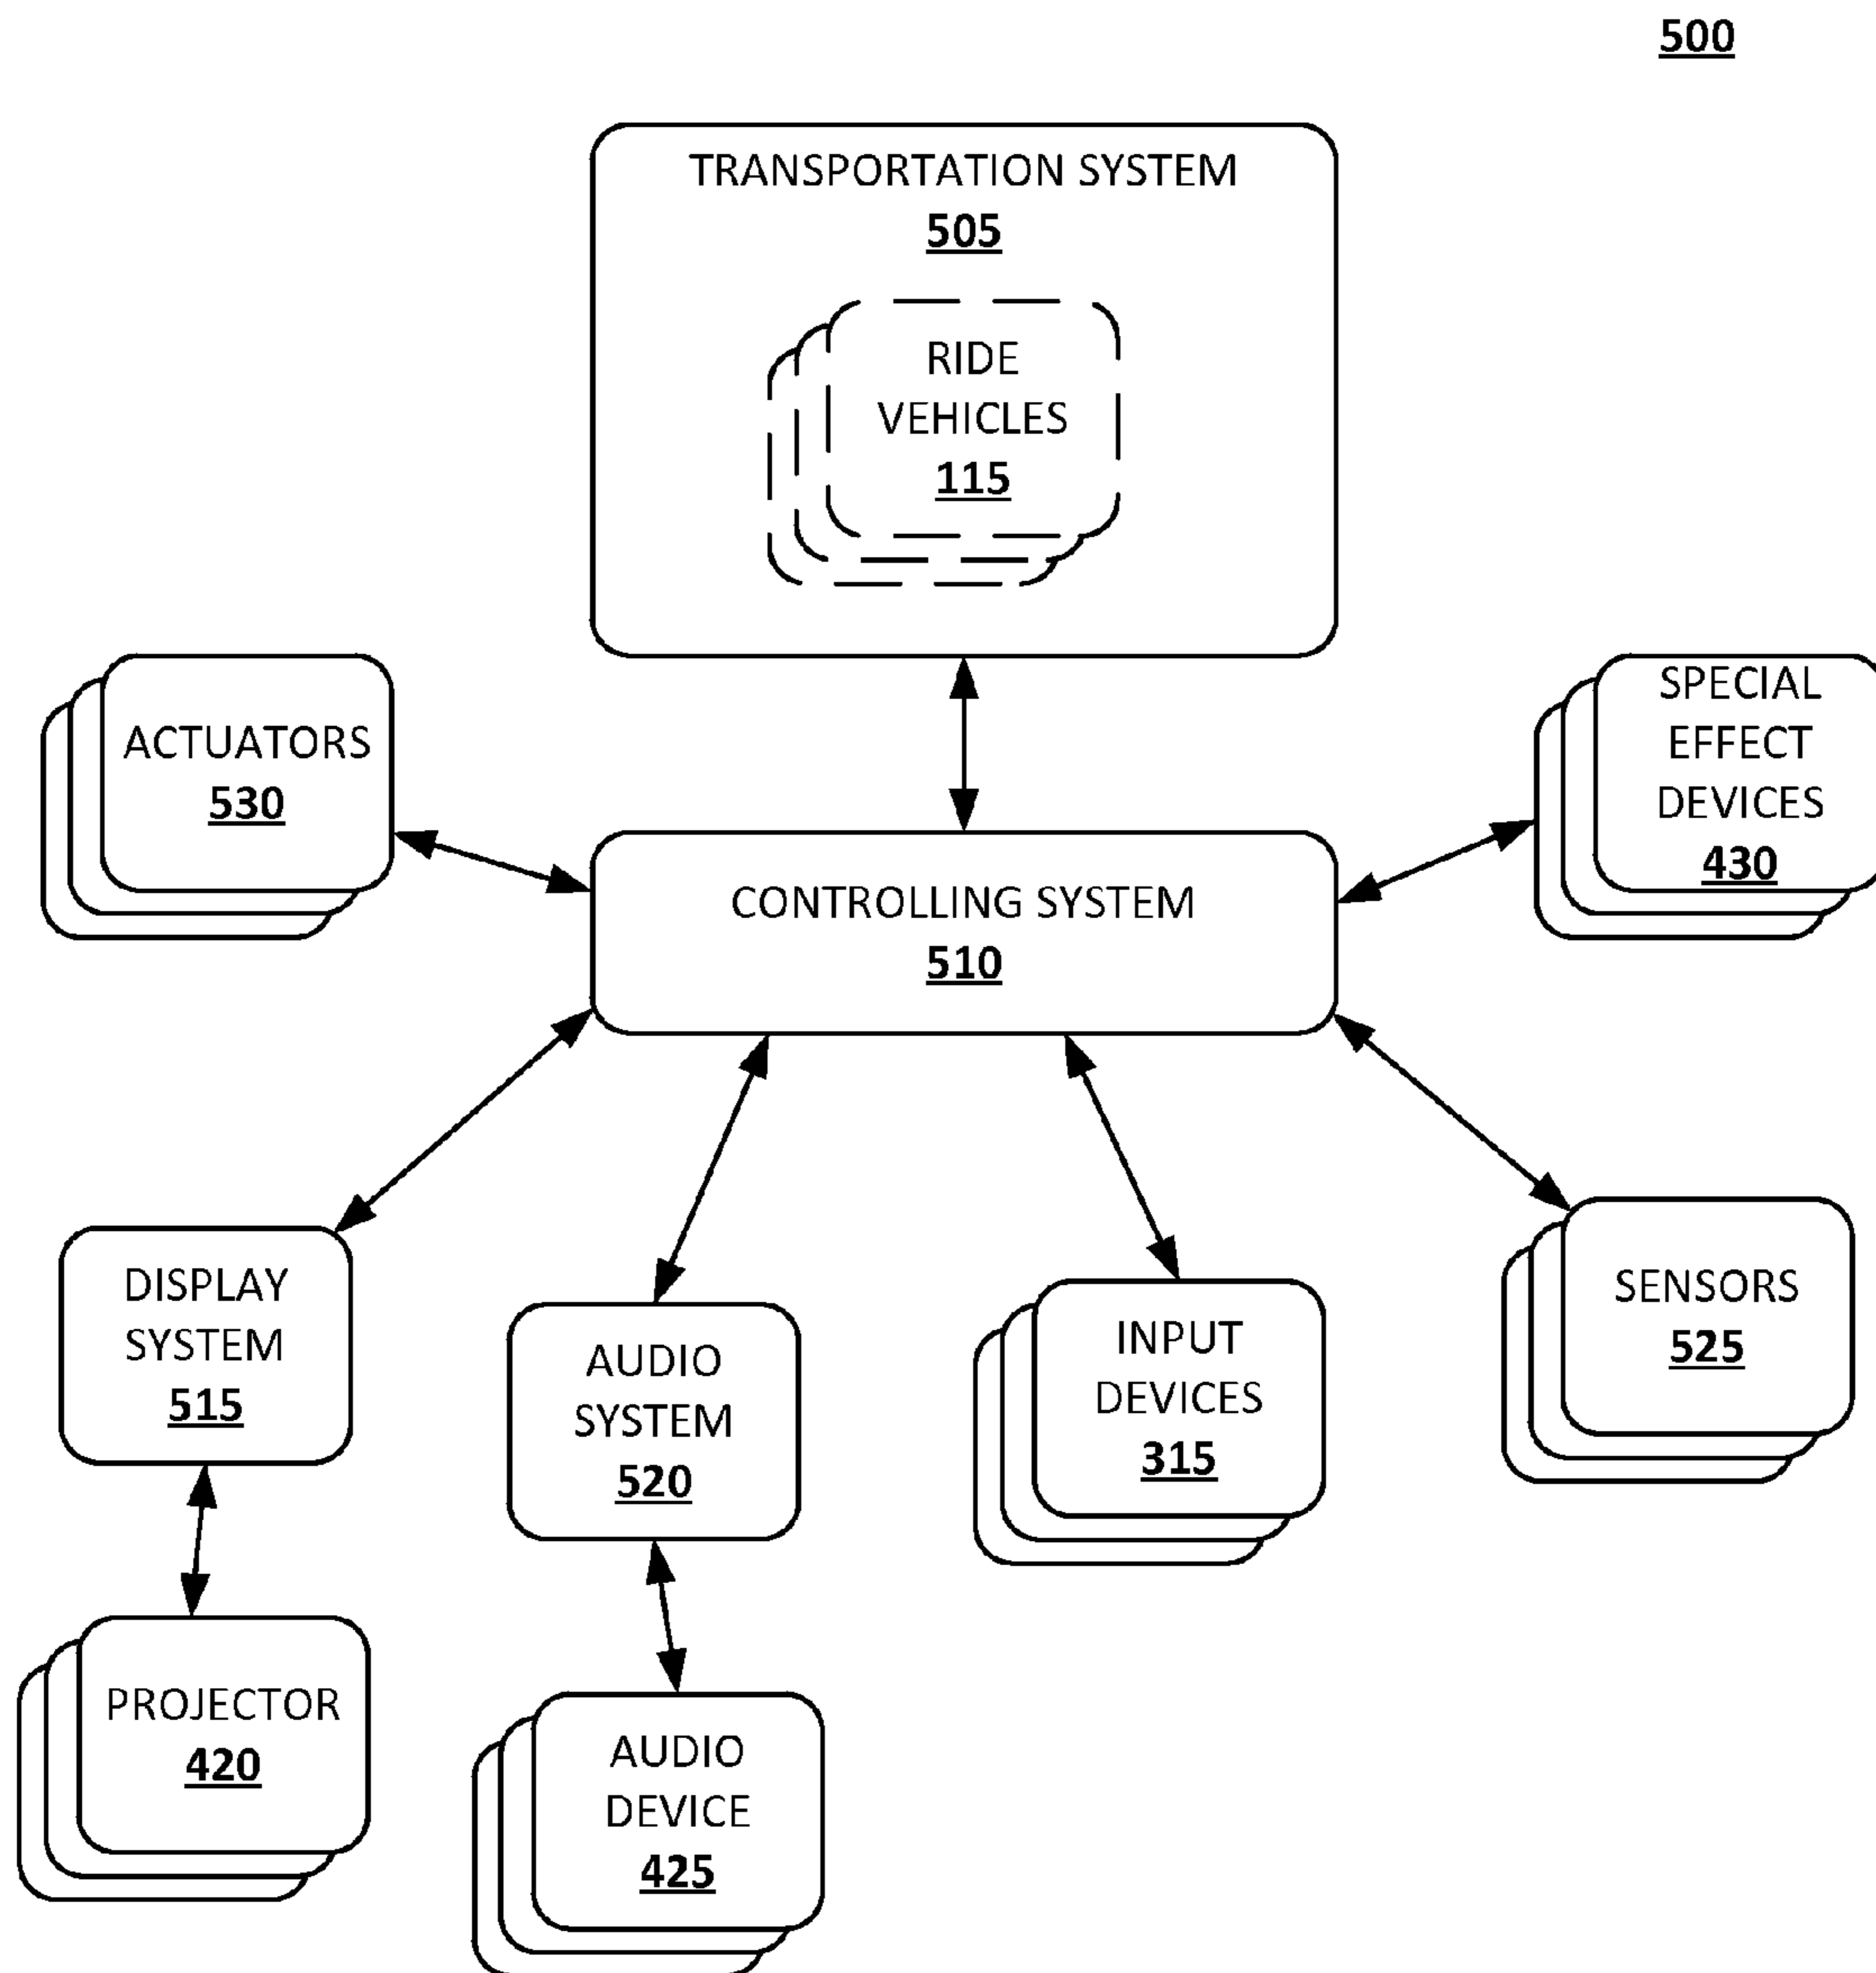 500
TRANSPORTATION SYSTEM
505
RIDE
VEHICLES
115
ACTUATORS
530
SPECIAL
EFFECT
DEVICES
430
CONTROLLING SYSTEM
510
DISPLAY
SYSTEM
515
AUDIO
SYSTEM
520
INPUT
DEVICES
315
SENSORS
525
PROJECTOR
420
AUDIO
DEVICE
425